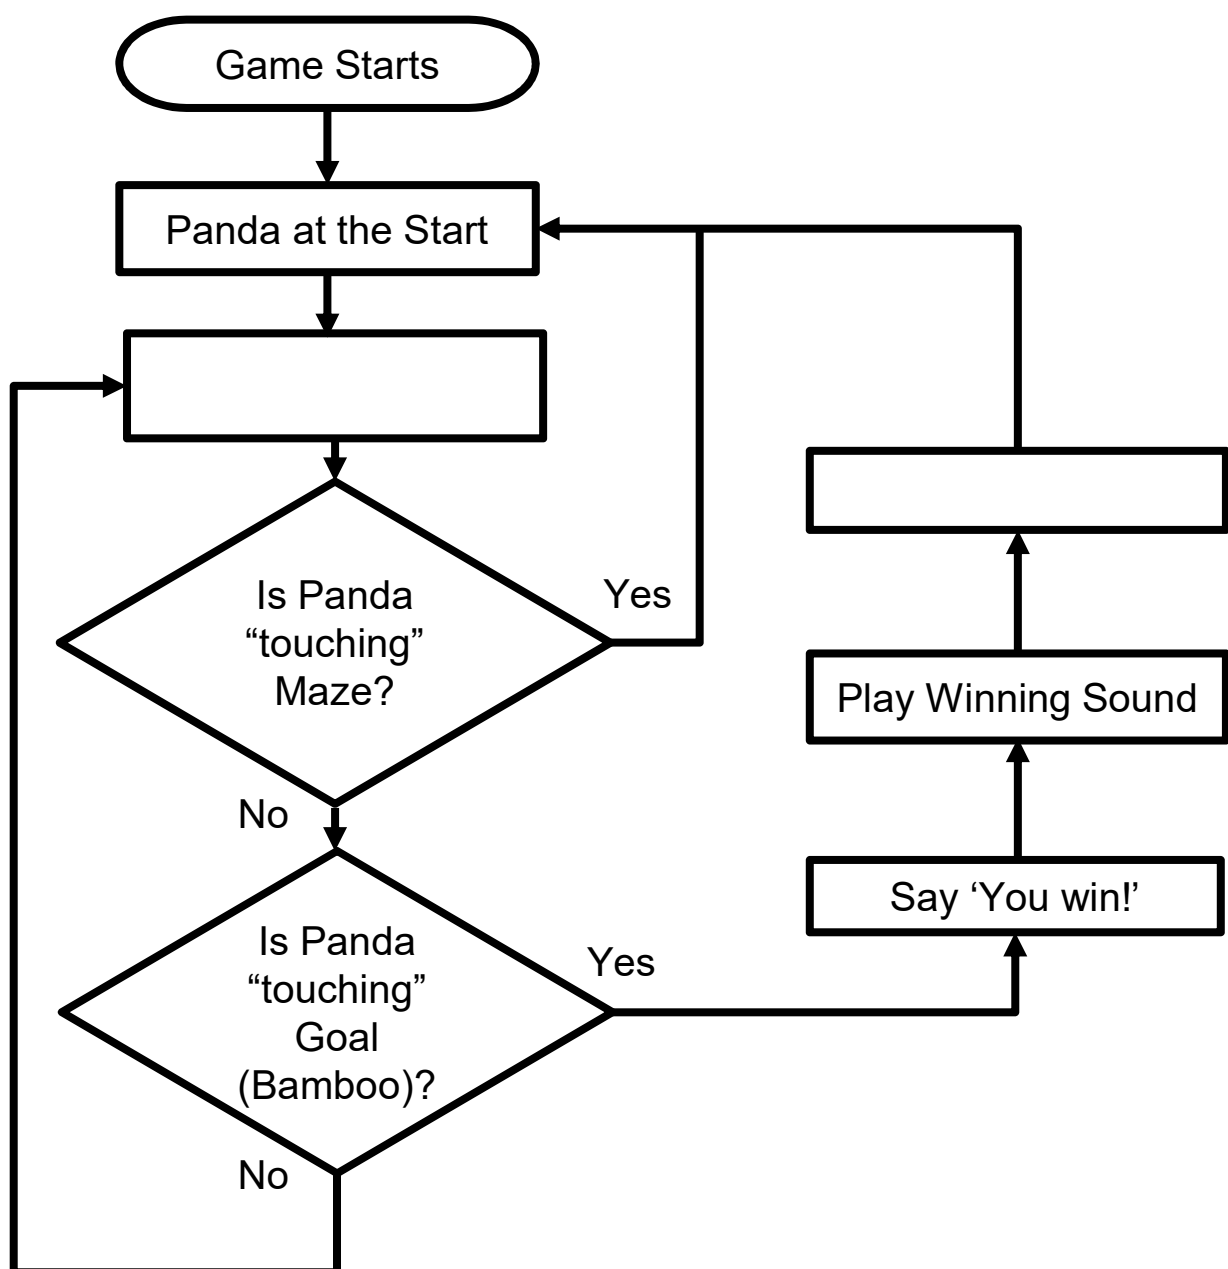 Game Starts
Panda at the Start
Is Panda
“touching”
Maze?
Yes
No
Is Panda
“touching”
Goal
(Bamboo)?
Yes
No
Say ‘You win!’
Play Winning Sound